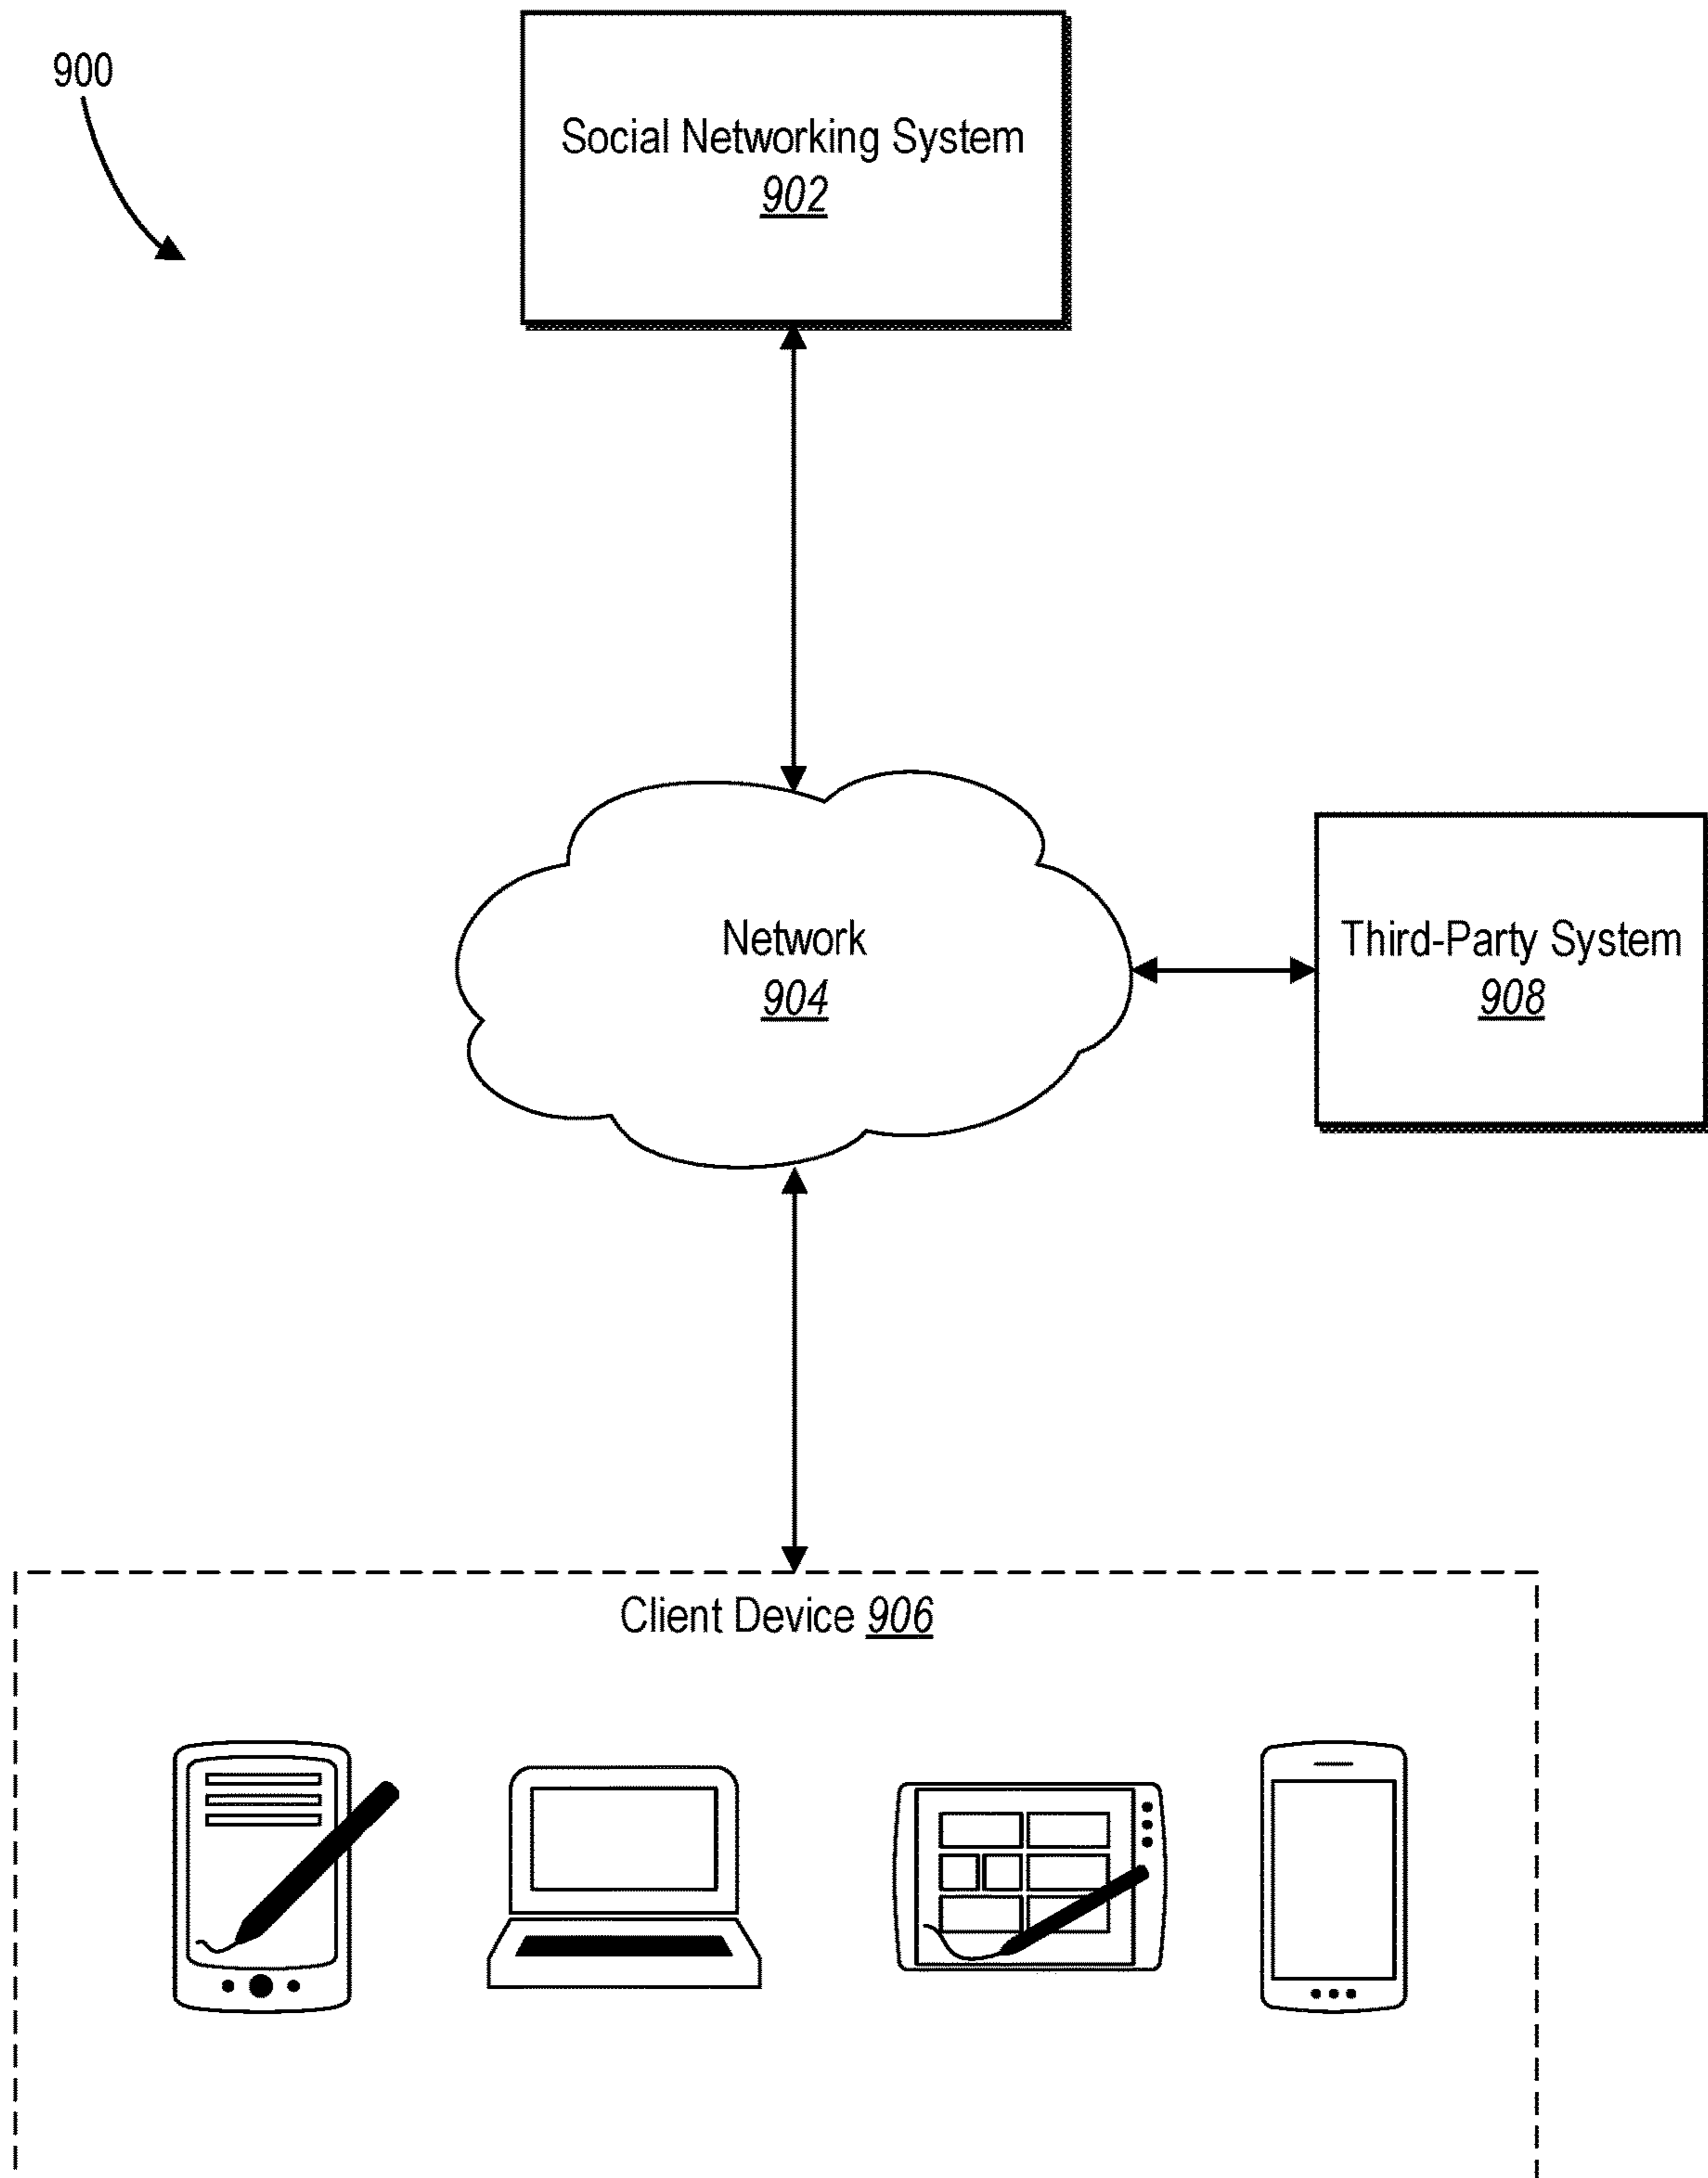 900
Social Networking System
902
Network
904
Third-Party System
908
Client Device 906